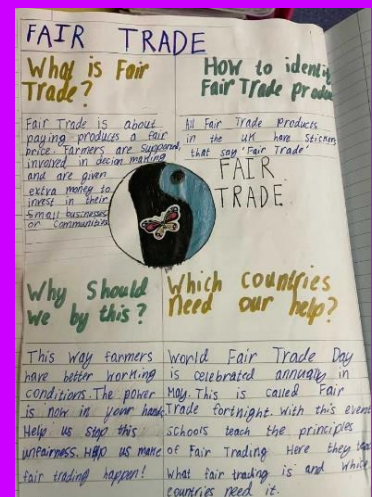 FAIR TRADE
What is Fair
Trade?
Fair Trade is about
paying products a fair
price. Farmers are supported,
involved in decion making
and are given
extra money to
invest in their
small businesses
or communities
How to identi
Fair Trade produ
All Fair Trade products
in the UK have stickers
that say 'Fair Trade'
FAIR
TRADE
Why should
we by this?
This way farmers
have better working
conditions. The power
is now in your hands
Help us stop this
unfairness. Help us make
fair trading happen!
Which countries
need our help?
World Fair Trade Day
is celebrated annually in
May. This is called Fair
Trade fortnight. With this event
schools teach the principles
of Fair Trading. Here they
what fair trading is and which
countries need it.